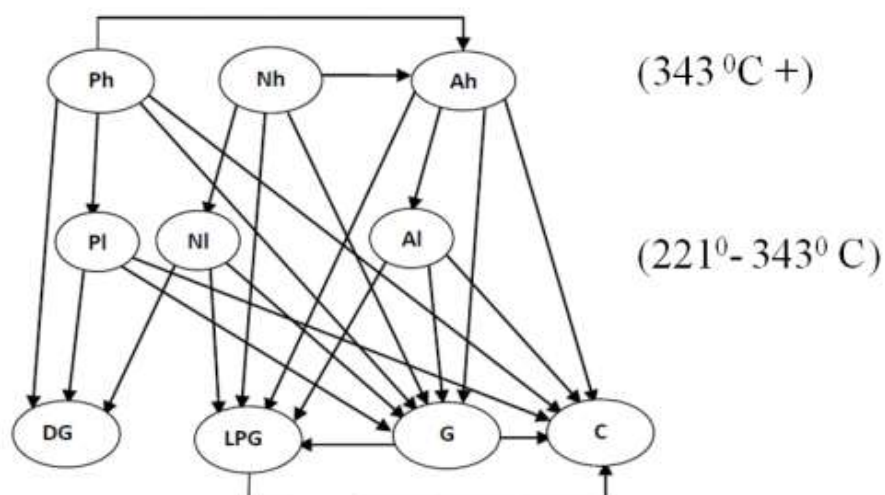 Ph Nh Ah (343 ⁰C +)
Pl Nl Al (221⁰- 343⁰ C)
DG LPG G C